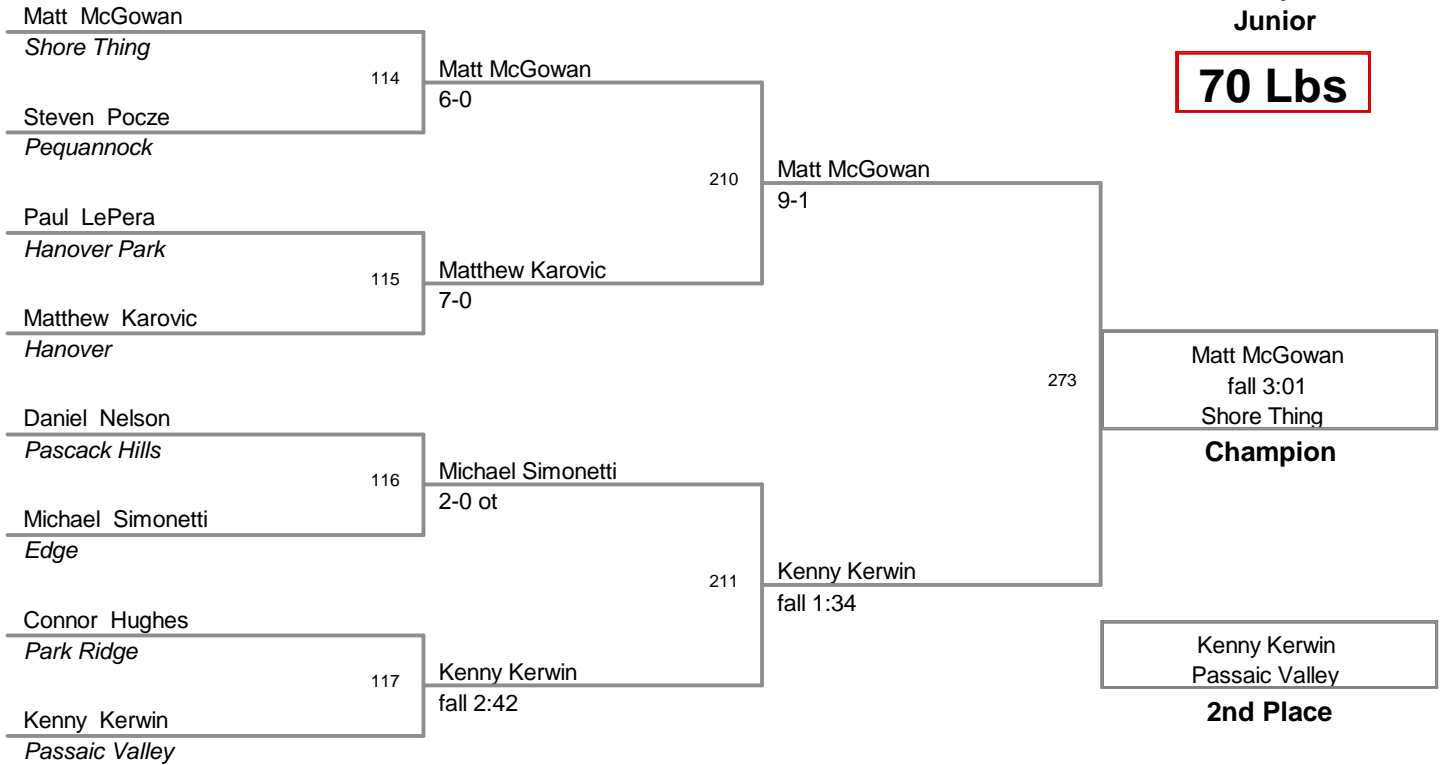 Junior
70 Lbs
Matt McGowan
Shore Thing
114
Steven Pocze
Pequannock
Matt McGowan
6-0
Paul LePera
Hanover Park
115
Matthew Karovic
Hanover
Matthew Karovic
7-0
210
Matt McGowan
9-1
Daniel Nelson
Pascack Hills
116
Michael Simonetti
Edge
Michael Simonetti
2-0 ot
Connor Hughes
Park Ridge
117
Kenny Kerwin
Passaic Valley
Kenny Kerwin
fall 2:42
211
Kenny Kerwin
fall 1:34
273
Matt McGowan
fall 3:01
Shore Thing
Champion
Kenny Kerwin
Passaic Valley
2nd Place